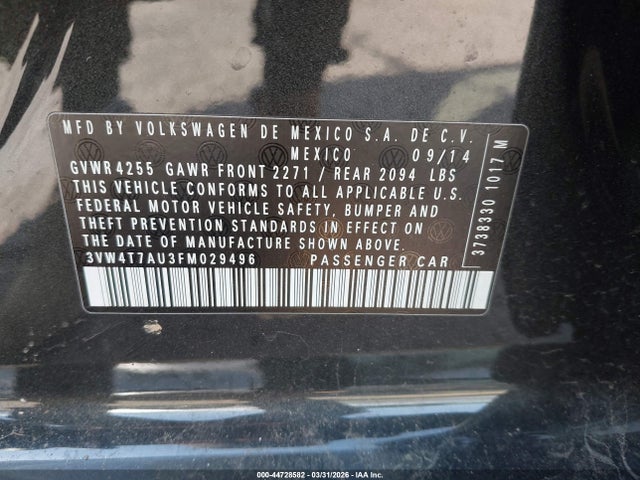 MFD BY VOLKSWAGEN DE MEXICO S.A. DE C.V.
MEXICO 09/14
GVWR 4255 GAWR FRONT 2271 / REAR 2094 LBS
THIS VEHICLE CONFORMS TO ALL APPLICABLE U.S.
FEDERAL MOTOR VEHICLE SAFETY, BUMPER AND
THEFT PREVENTION STANDARDS IN EFFECT ON THE
DATE OF MANUFACTURE SHOWN ABOVE.
3VW4T7AU3FM029496 PASSENGER CAR
3738330 1017 M
000-44728582 - 03/31/2026 - IAA Inc.